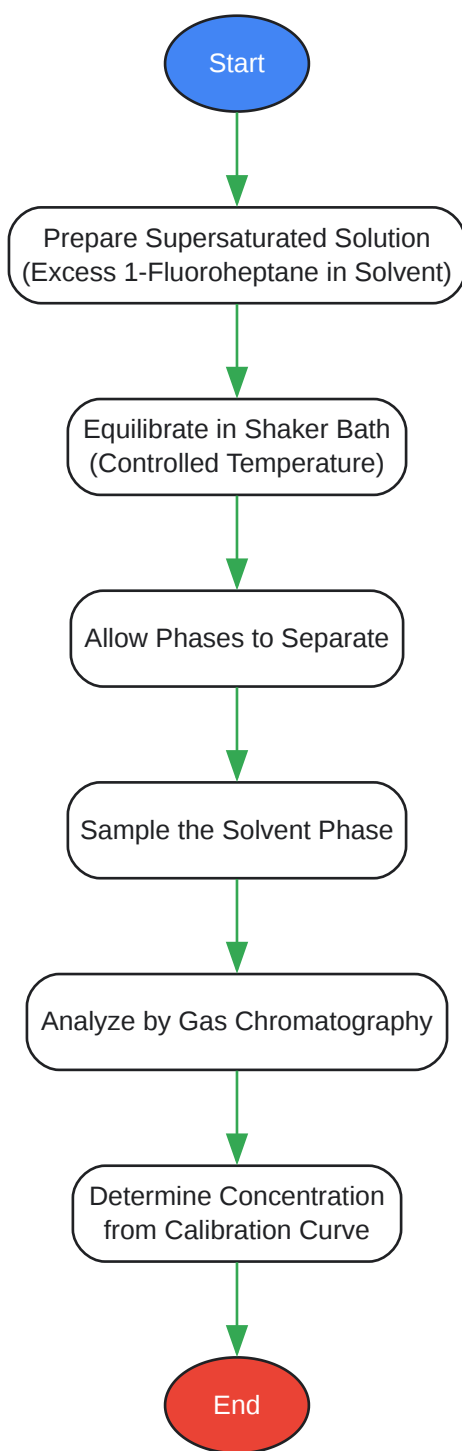 Start
Prepare Supersaturated Solution
(Excess 1-Fluoroheptane in Solvent)
Equilibrate in Shaker Bath
(Controlled Temperature)
Allow Phases to Separate
Sample the Solvent Phase
Analyze by Gas Chromatography
Determine Concentration
from Calibration Curve
End